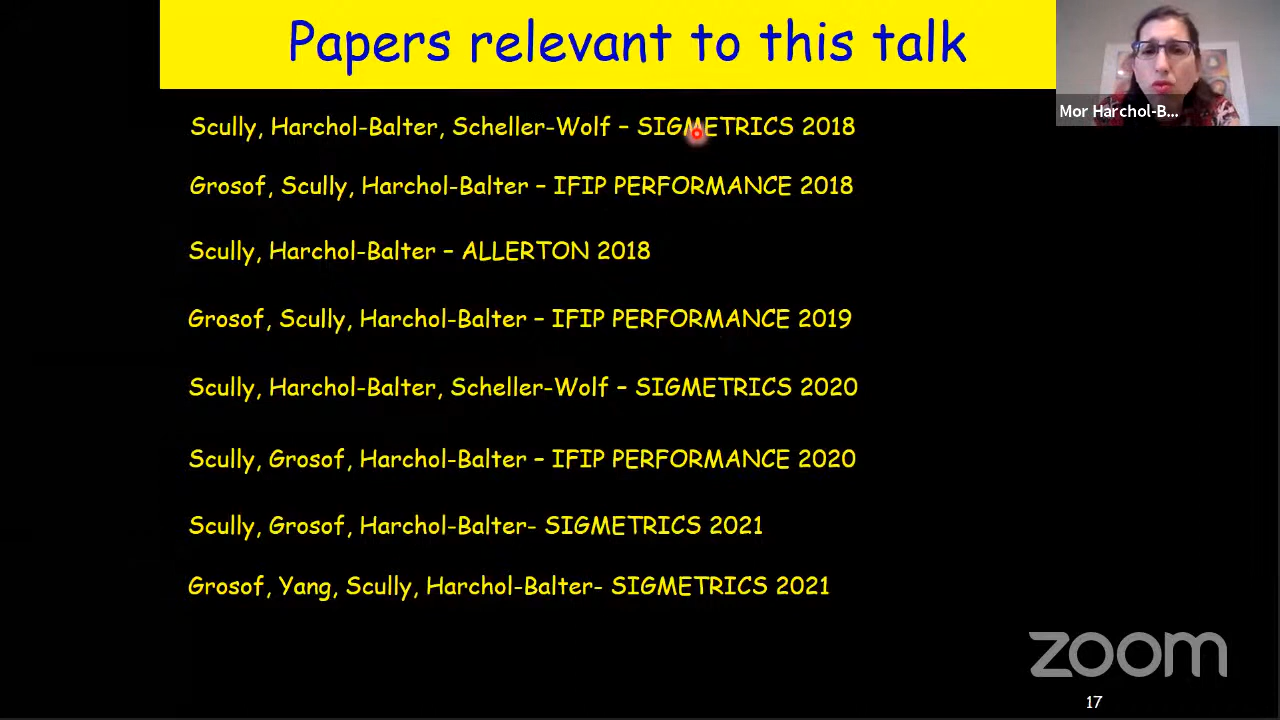 Papers relevant to this talk
Mor Harchol-B...
Scully, Harchol-Balter, Scheller-Wolf – SIGMETRICS 2018
Grosof, Scully, Harchol-Balter – IFIP PERFORMANCE 2018
Scully, Harchol-Balter – ALLERTON 2018
Grosof, Scully, Harchol-Balter – IFIP PERFORMANCE 2019
Scully, Harchol-Balter, Scheller-Wolf – SIGMETRICS 2020
Scully, Grosof, Harchol-Balter – IFIP PERFORMANCE 2020
Scully, Grosof, Harchol-Balter- SIGMETRICS 2021
Grosof, Yang, Scully, Harchol-Balter- SIGMETRICS 2021
zoom
17